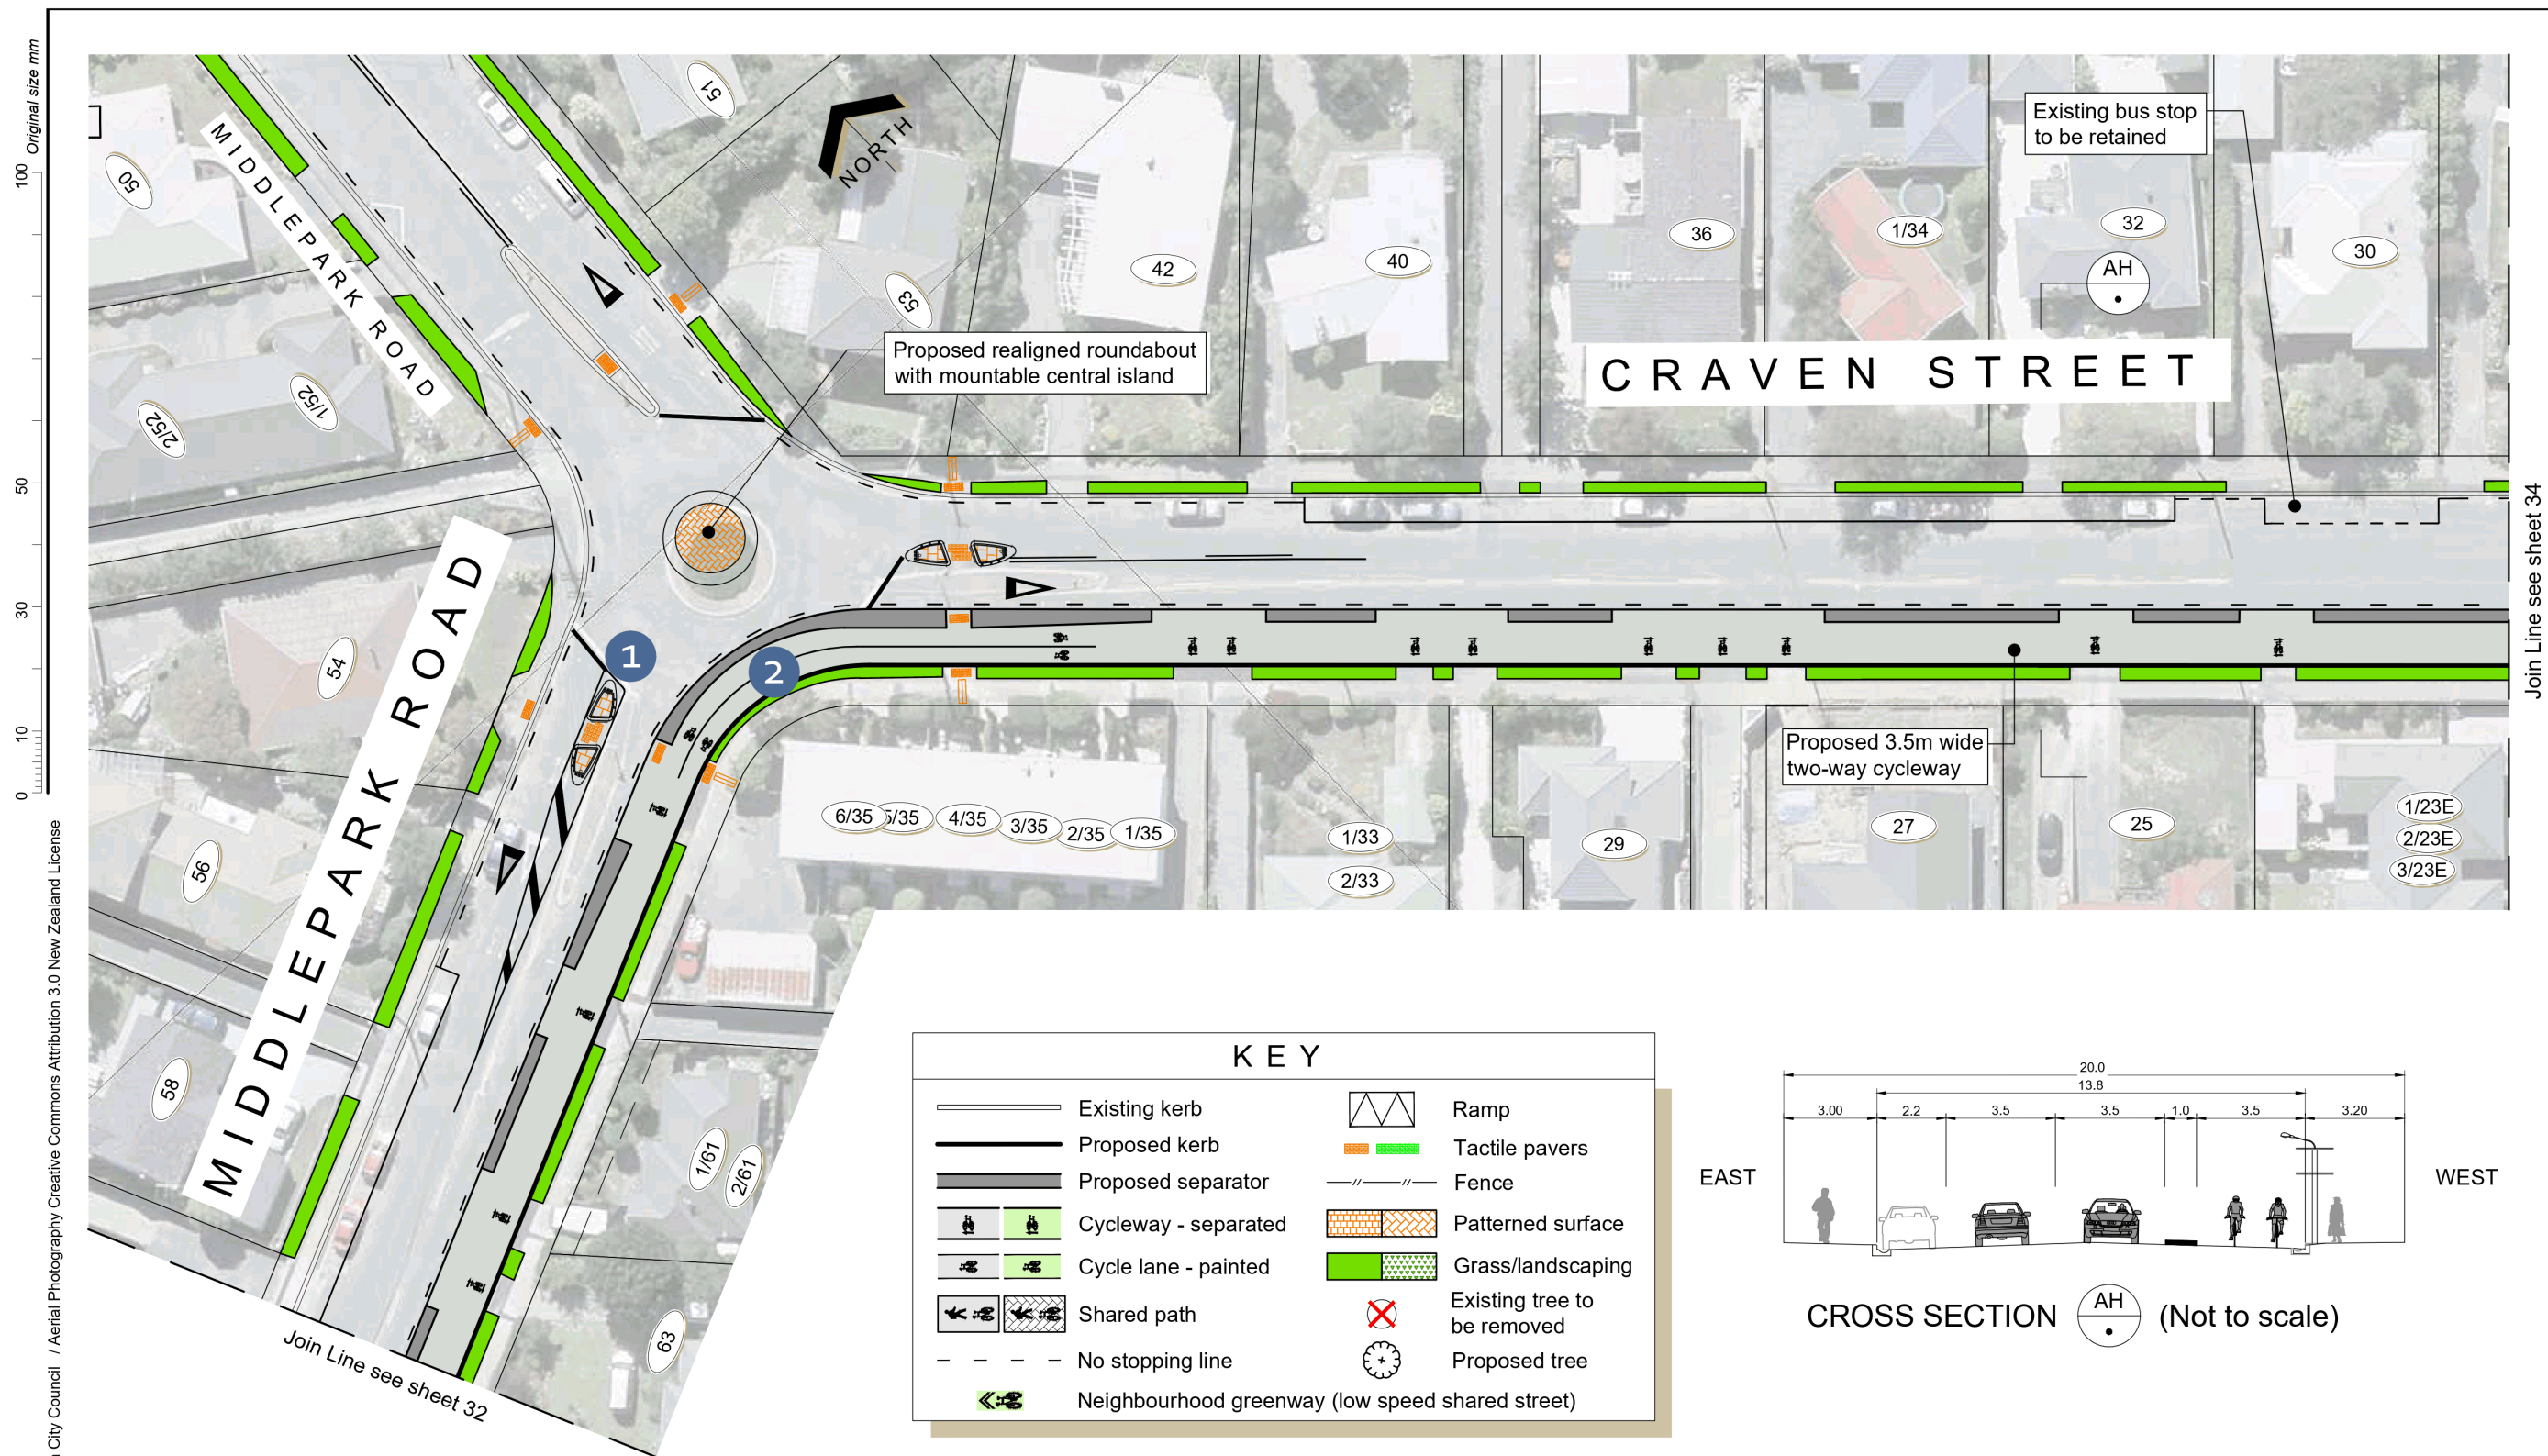 Original size mm
100
50
30
10
0
City Council / Aerial Photography Creative Commons Attribution 3.0 New Zealand License
MIDDLEPARK ROAD
50
51
53
1/52
2/52
NORTH
42
40
36
1/34
32
AH
30
Existing bus stop
to be retained
Proposed realigned roundabout
with mountable central island
CRAVEN STREET
Join Line see sheet 34
MIDDLEPARK ROAD
54
56
58
1
2
Proposed 3.5m wide
two-way cycleway
6/35
5/35
4/35
3/35
2/35
1/35
1/33
2/33
29
27
25
1/23E
2/23E
3/23E
1/61
2/61
63
Join Line see sheet 32
KEY
Existing kerb
Proposed kerb
Proposed separator
Cycleway - separated
Cycle lane - painted
Shared path
No stopping line
Neighbourhood greenway (low speed shared street)
Ramp
Tactile pavers
Fence
Patterned surface
Grass/landscaping
Existing tree to
be removed
Proposed tree
20.0
13.8
3.00 2.2 3.5 3.5 1.0 3.5 3.20
EAST
WEST
CROSS SECTION AH (Not to scale)